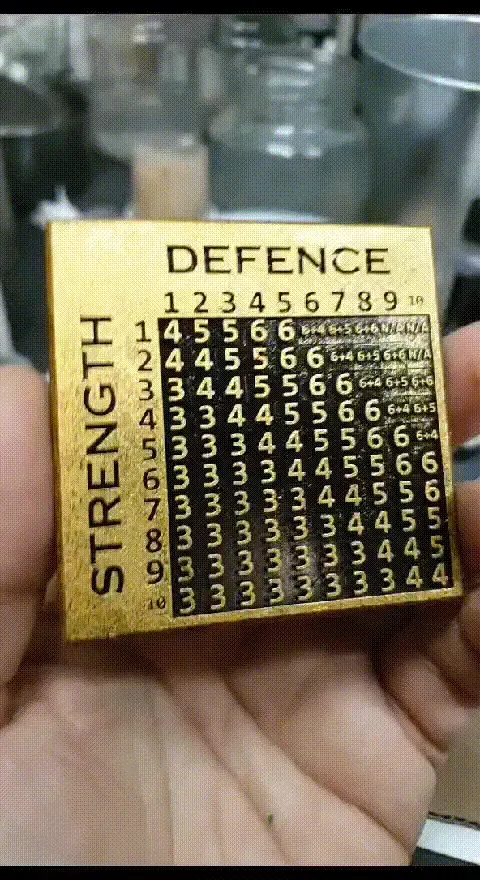 DEFENCE
1 2 3 4 5 6 7 8 9 10
STRENGTH
1 4 5 5 6 6 6+4 6+5 6+6 N/A N/A
2 4 4 5 5 6 6 6+4 6+5 6+6 N/A
3 3 4 4 5 5 6 6 6+4 6+5 6+6
4 3 3 4 4 5 5 6 6 6+4 6+5
5 3 3 3 4 4 5 5 6 6 6+4
6 3 3 3 3 4 4 5 5 6 6
7 3 3 3 3 3 4 4 5 5 6
8 3 3 3 3 3 3 4 4 5 5
9 3 3 3 3 3 3 3 4 4 5
10 3 3 3 3 3 3 3 3 4 4